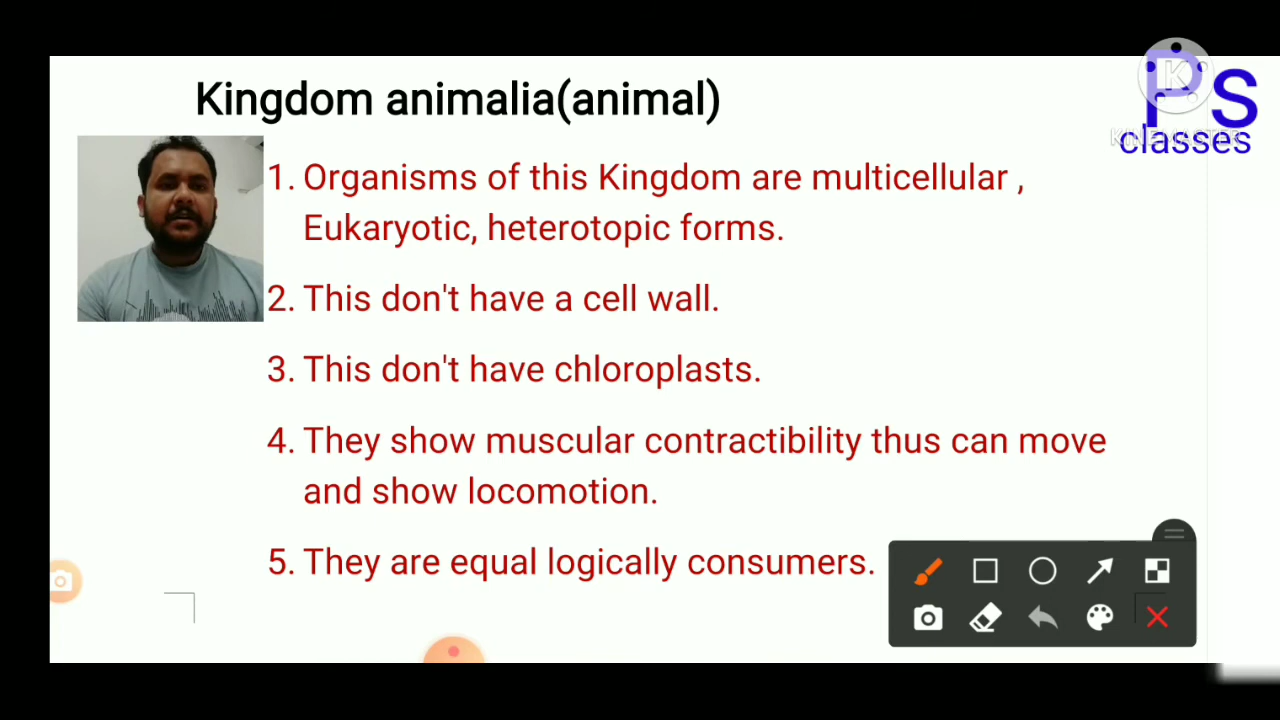 Kingdom animalia(animal)
Ps
classes
K
KINEMASTER
1. Organisms of this Kingdom are multicellular ,
Eukaryotic, heterotopic forms.
2. This don't have a cell wall.
3. This don't have chloroplasts.
4. They show muscular contractibility thus can move
and show locomotion.
5. They are equal logically consumers.